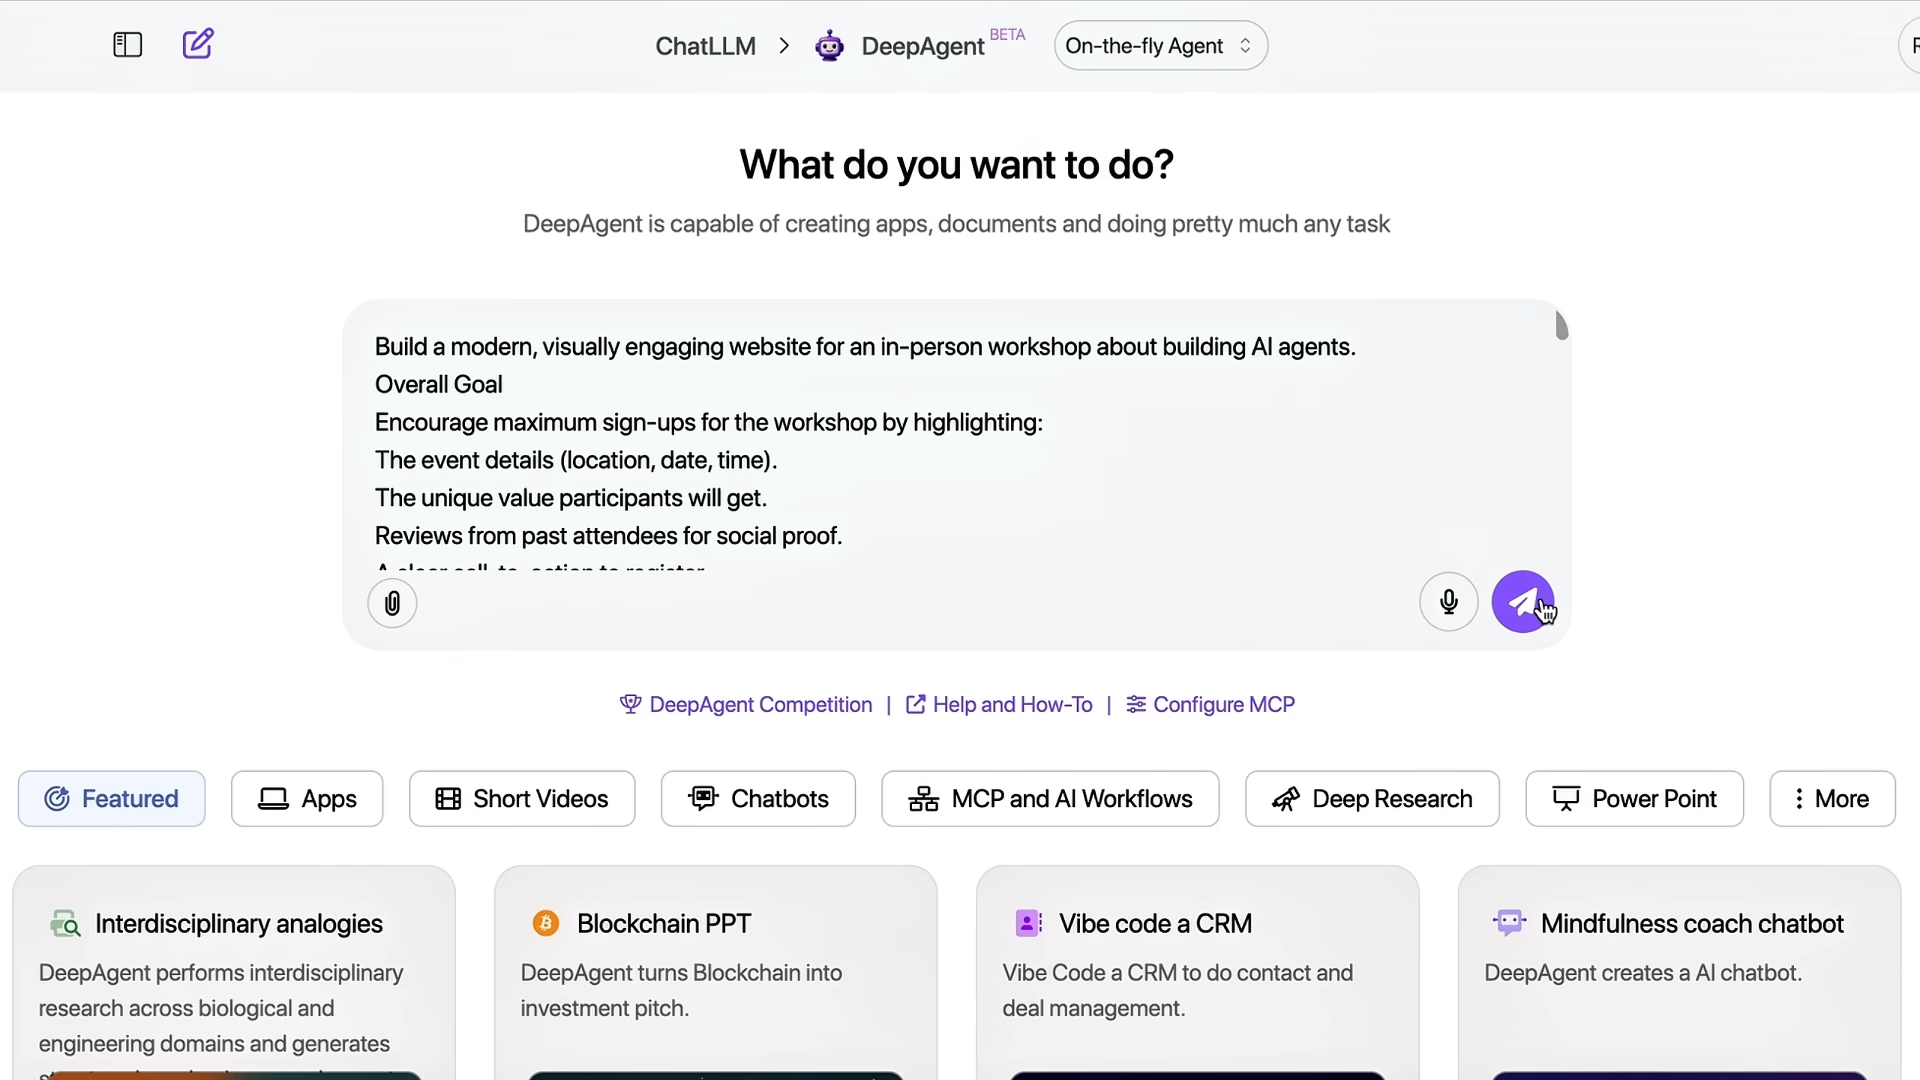 ChatLLM > DeepAgent BETA On-the-fly Agent
What do you want to do?
DeepAgent is capable of creating apps, documents and doing pretty much any task
Build a modern, visually engaging website for an in-person workshop about building AI agents.
Overall Goal
Encourage maximum sign-ups for the workshop by highlighting:
The event details (location, date, time).
The unique value participants will get.
Reviews from past attendees for social proof.
A clear call-to-action to register
DeepAgent Competition | Help and How-To | Configure MCP
Featured Apps Short Videos Chatbots MCP and AI Workflows Deep Research Power Point More
Interdisciplinary analogies
DeepAgent performs interdisciplinary
research across biological and
engineering domains and generates
Blockchain PPT
DeepAgent turns Blockchain into
investment pitch.
Vibe code a CRM
Vibe Code a CRM to do contact and
deal management.
Mindfulness coach chatbot
DeepAgent creates a AI chatbot.